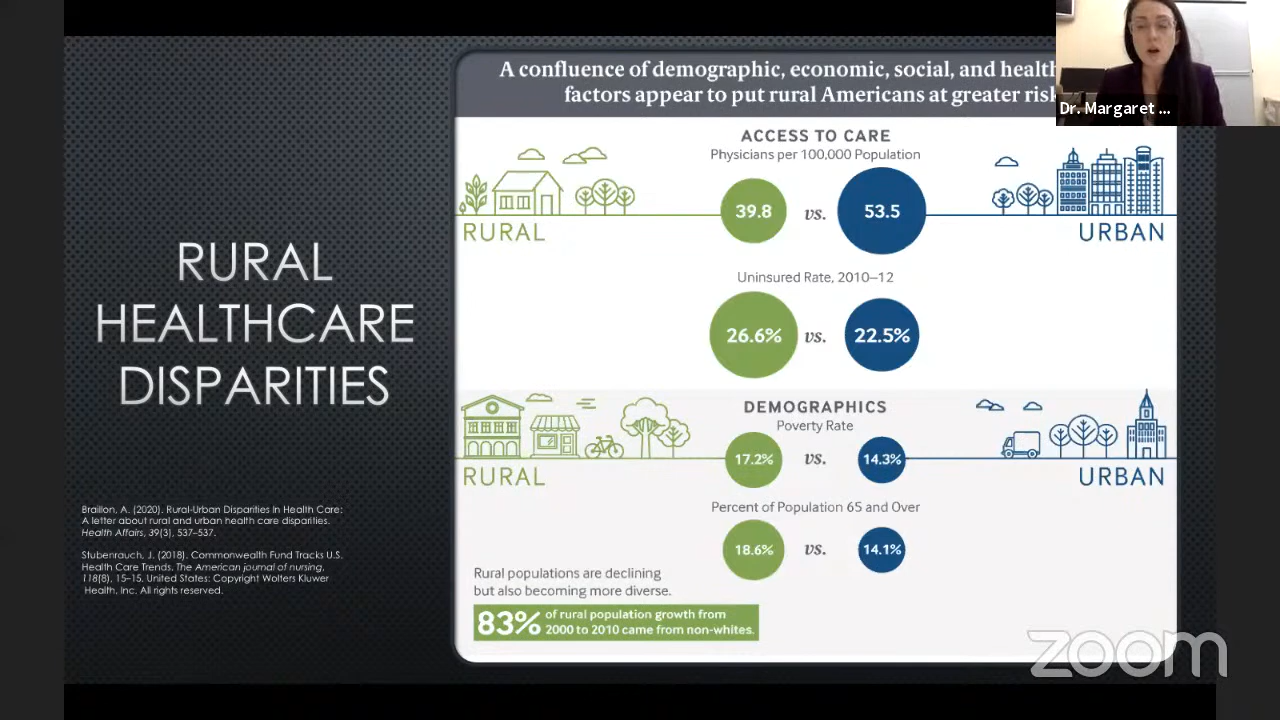 RURAL
HEALTHCARE
DISPARITIES
Braillon, A. (2020). Rural-Urban Disparities In Health Care:
A letter about rural and urban health care disparities.
Health Affairs, 39(3), 537–537.
Stubenrauch, J. (2018). Commonwealth Fund Tracks U.S.
Health Care Trends. The American journal of nursing,
118(8), 15–15. United States: Copyright Wolters Kluwer
Health, Inc. All rights reserved.
A confluence of demographic, economic, social, and health
factors appear to put rural Americans at greater risk
ACCESS TO CARE
Physicians per 100,000 Population
39.8 vs. 53.5
RURAL URBAN
Uninsured Rate, 2010–12
26.6% vs. 22.5%
DEMOGRAPHICS
Poverty Rate
17.2% vs. 14.3%
RURAL URBAN
Percent of Population 65 and Over
18.6% vs. 14.1%
Rural populations are declining
but also becoming more diverse.
83% of rural population growth from
2000 to 2010 came from non-whites.
Dr. Margaret ...
zoom